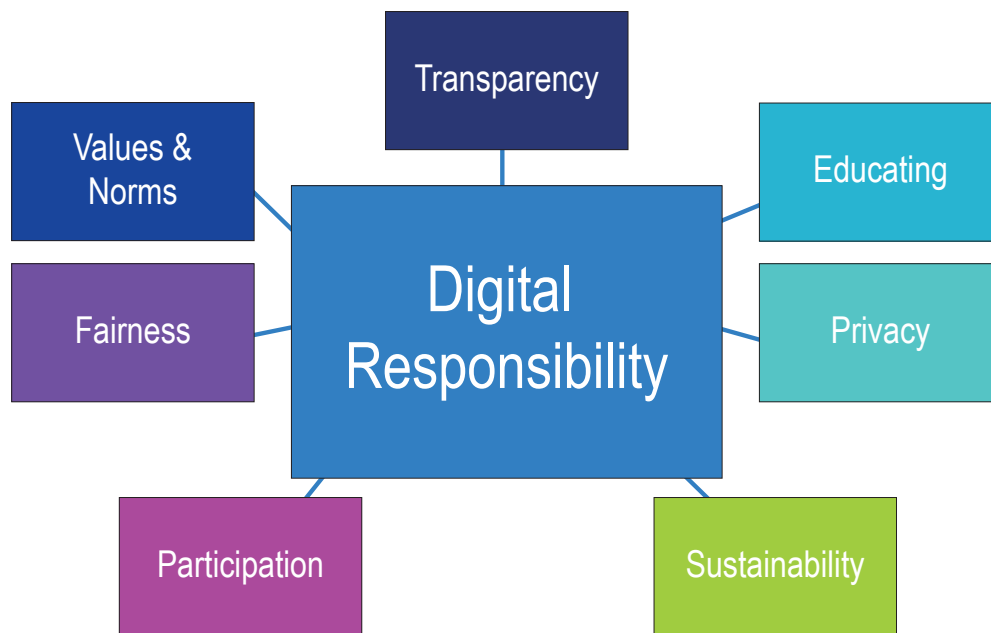 Transparency
Values &
Norms
Educating
Digital
Responsibility
Fairness
Privacy
Participation
Sustainability